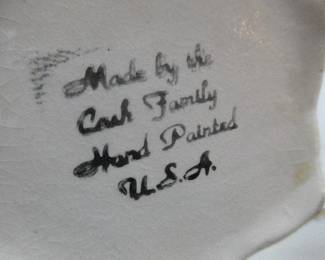 Made by the
Cash Family
Hand Painted
U.S.A.